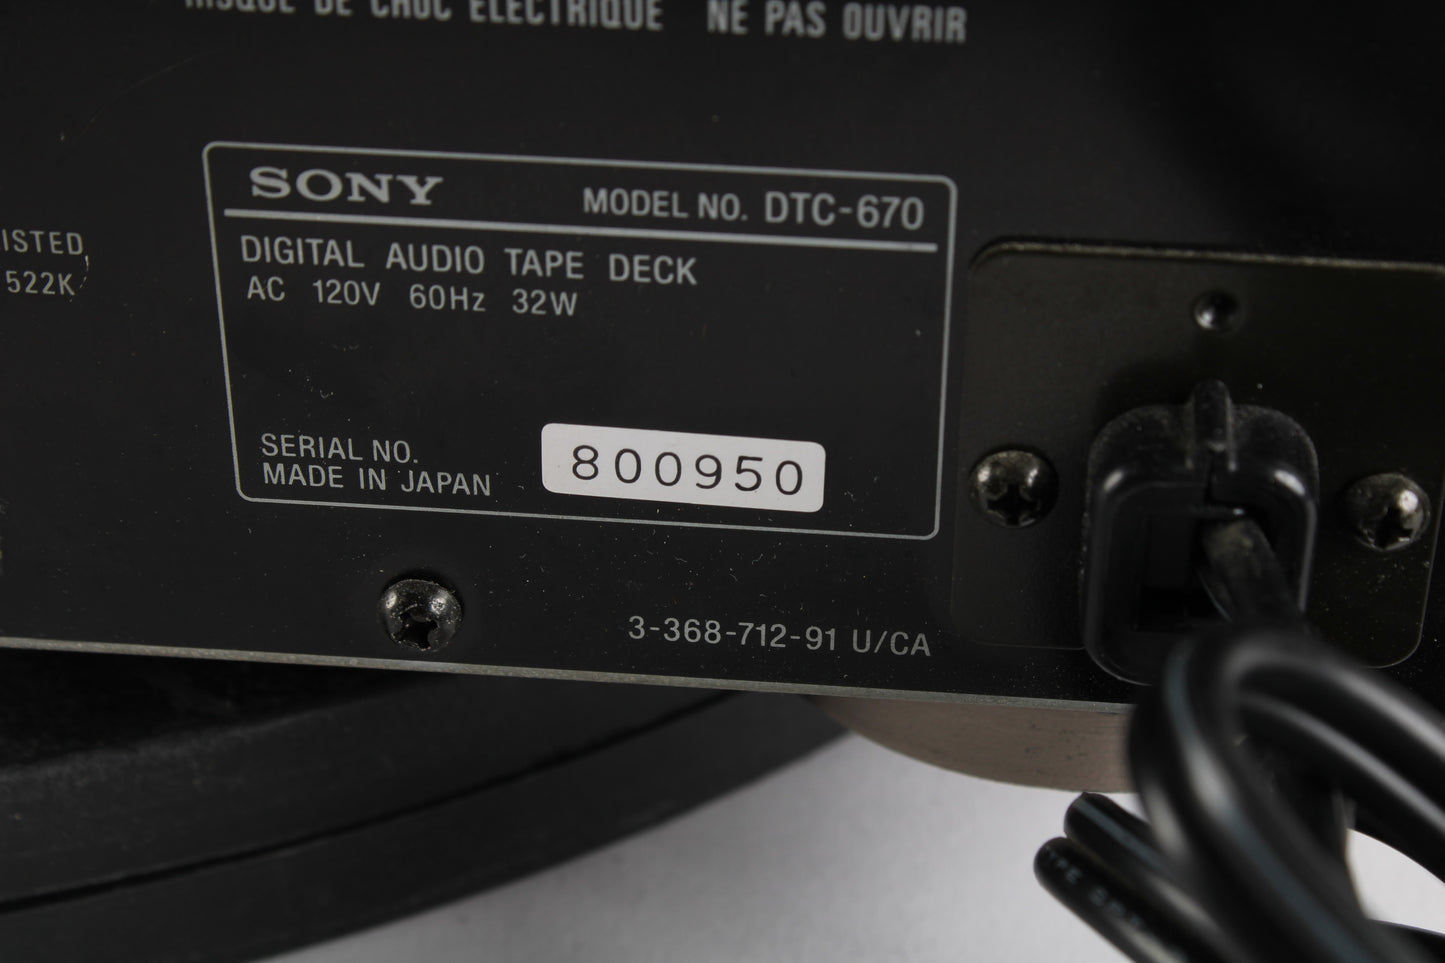 DE CHOC ELECTRIQUE NE PAS OUVRIR
SONY MODEL NO. DTC-670
DIGITAL AUDIO TAPE DECK
AC 120V 60Hz 32W
ISTED
522K
SERIAL NO. 800950
MADE IN JAPAN
3-368-712-91 U/CA